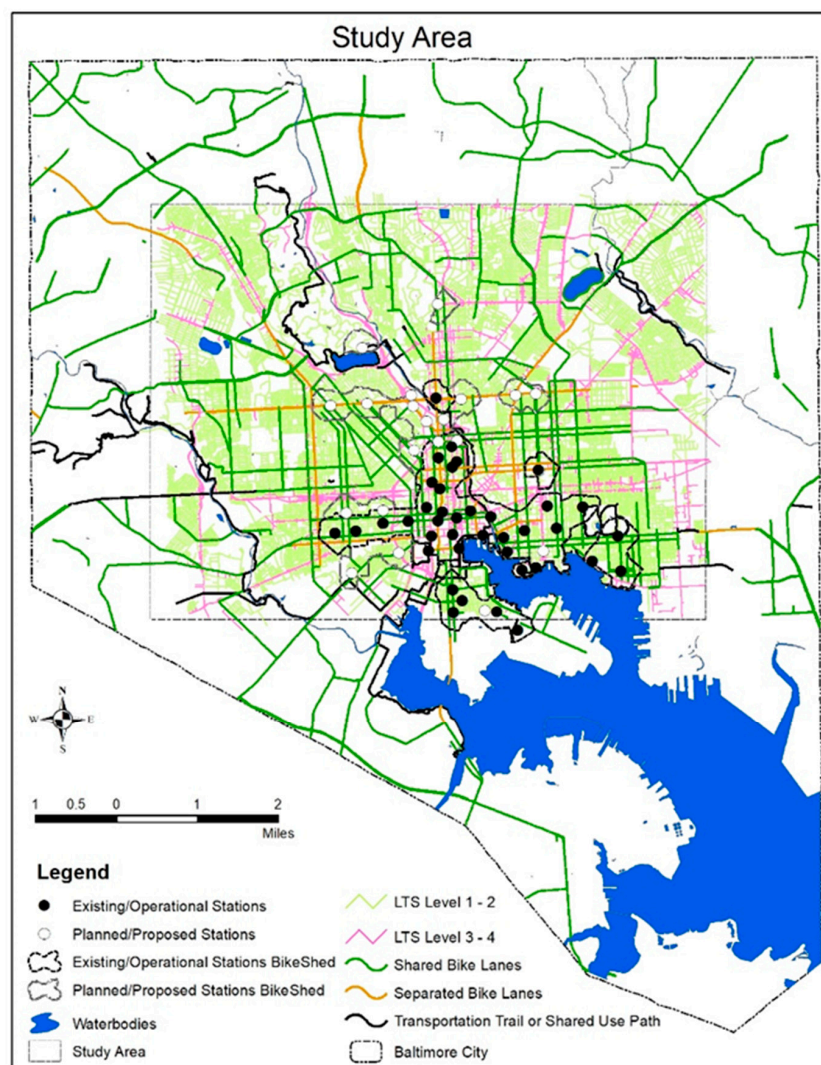 Study Area
N
W E
S
1 0.5 0 1 2
Miles
Legend
Existing/Operational Stations
Planned/Proposed Stations
Existing/Operational Stations BikeShed
Planned/Proposed Stations BikeShed
Waterbodies
Study Area
LTS Level 1 - 2
LTS Level 3 - 4
Shared Bike Lanes
Separated Bike Lanes
Transportation Trail or Shared Use Path
Baltimore City